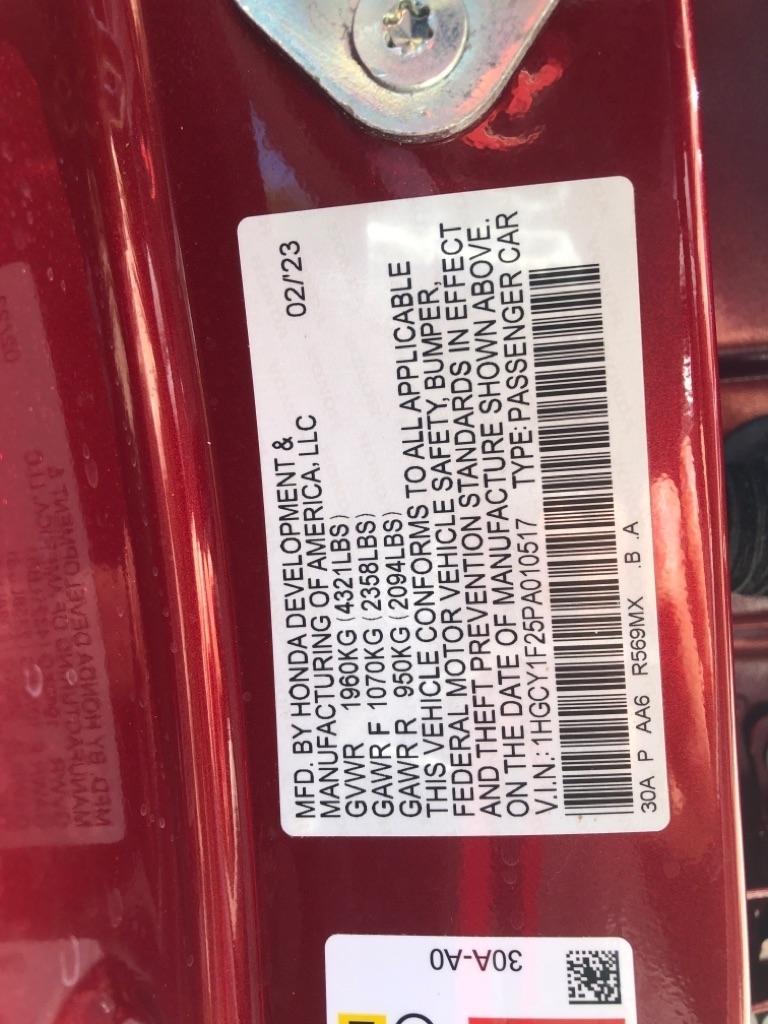 MFD. BY HONDA DEVELOPMENT &
MANUFACTURING OF AMERICA, LLC 02/'23
GVWR 1960KG (4321LBS)
GAWR F 1070KG (2358LBS)
GAWR R 950KG (2094LBS)
THIS VEHICLE CONFORMS TO ALL APPLICABLE
FEDERAL MOTOR VEHICLE SAFETY, BUMPER,
AND THEFT PREVENTION STANDARDS IN EFFECT
ON THE DATE OF MANUFACTURE SHOWN ABOVE.
V.I.N.: 1HGCY1F25PA010517 TYPE: PASSENGER CAR
30A P AA6 R569MX .B .A
30A-A0